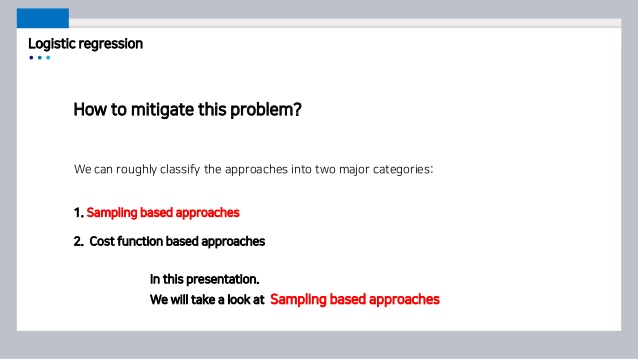 Logistic regression
How to mitigate this problem?
We can roughly classify the approaches into two major categories:
1. Sampling based approaches
2. Cost function based approaches
In this presentation.
We will take a look at Sampling based approaches